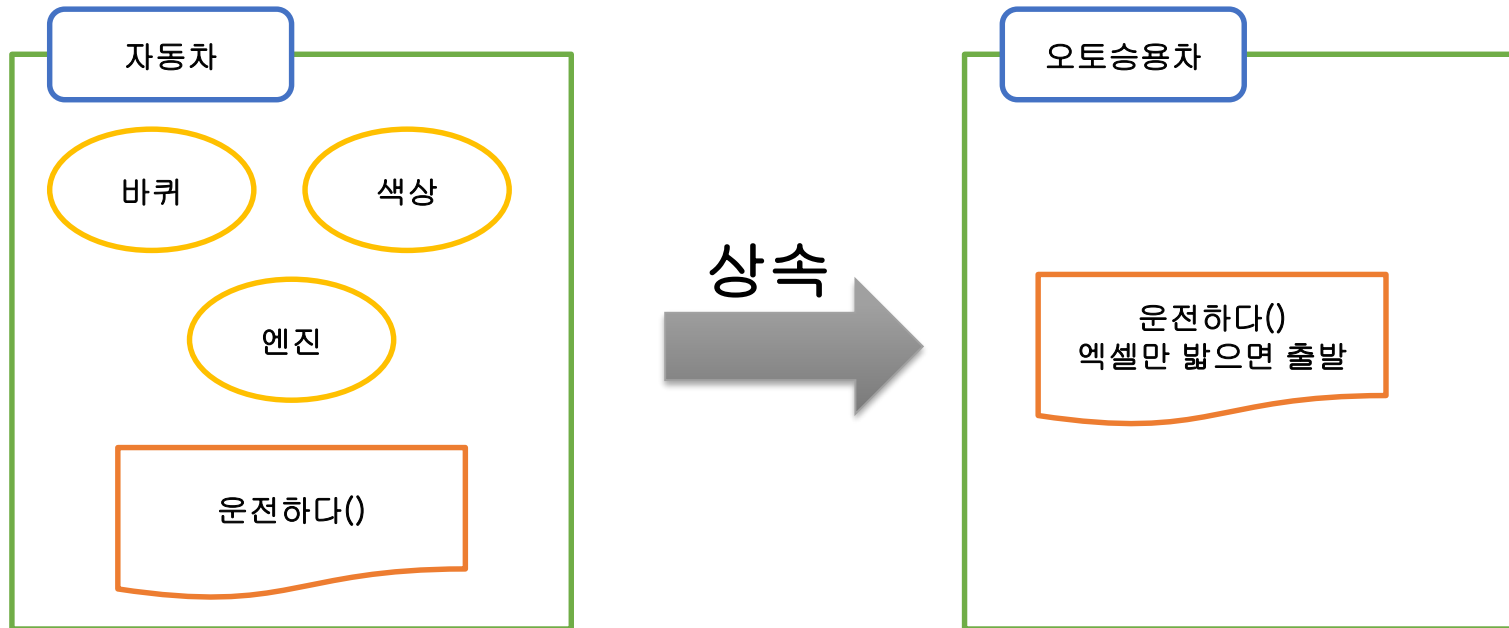 자동차
오토승용차
바퀴
색상
상속
엔진
운전하다()
엑셀만 밟으면 출발
운전하다()